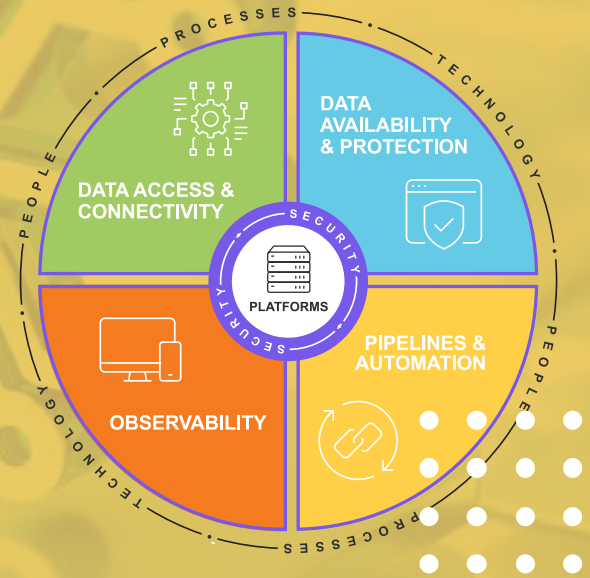 PROCESSES
TECHNOLOGY
PEOPLE
DATA ACCESS &
CONNECTIVITY
DATA
AVAILABILITY
& PROTECTION
SECURITY
PLATFORMS
SECURITY
OBSERVABILITY
PIPELINES &
AUTOMATION
PEOPLE
TECHNOLOGY
PROCESSES